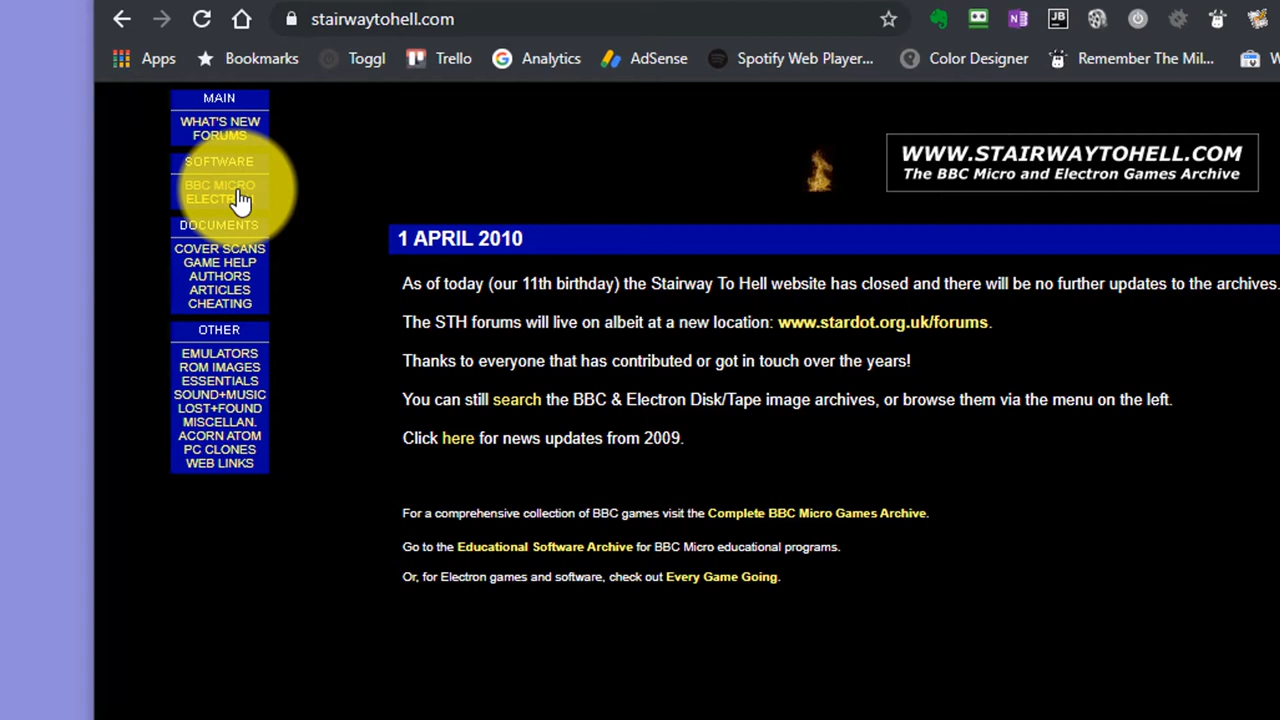 stairwaytohell.com
Apps Bookmarks Toggl Trello Analytics AdSense Spotify Web Player... Color Designer Remember The Mil...
MAIN
WHAT'S NEW
FORUMS
SOFTWARE
BBC MICRO
DOCUMENTS
COVER SCANS
GAME HELP
AUTHORS
ARTICLES
CHEATING
OTHER
EMULATORS
ROM IMAGES
ESSENTIALS
SOUND+MUSIC
LOST+FOUND
MISCELLAN.
ACORN ATOM
PC CLONES
WEB LINKS
WWW.STAIRWAYTOHELL.COM
The BBC Micro and Electron Games Archive
1 APRIL 2010
As of today (our 11th birthday) the Stairway To Hell website has closed and there will be no further updates to the archives.
The STH forums will live on albeit at a new location: www.stardot.org.uk/forums.
Thanks to everyone that has contributed or got in touch over the years!
You can still search the BBC & Electron Disk/Tape image archives, or browse them via the menu on the left.
Click here for news updates from 2009.
For a comprehensive collection of BBC games visit the Complete BBC Micro Games Archive.
Go to the Educational Software Archive for BBC Micro educational programs.
Or, for Electron games and software, check out Every Game Going.